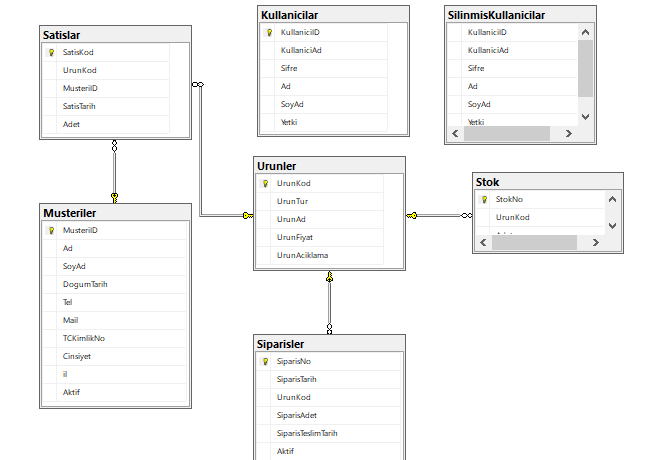 Satislar
SatisKod
UrunKod
MusteriID
SatisTarih
Adet
Kullanicilar
KullaniciID
KullaniciAd
Sifre
Ad
SoyAd
Yetki
SilinmisKullanicilar
KullaniciID
KullaniciAd
Sifre
Ad
SoyAd
Yetki
Urunler
UrunKod
UrunTur
UrunAd
UrunFiyat
UrunAciklama
Stok
StokNo
UrunKod
Musteriler
MusteriID
Ad
SoyAd
DogumTarih
Tel
Mail
TCKimlikNo
Cinsiyet
il
Aktif
Siparisler
SiparisNo
SiparisTarih
UrunKod
SiparisAdet
SiparisTeslimTarih
Aktif